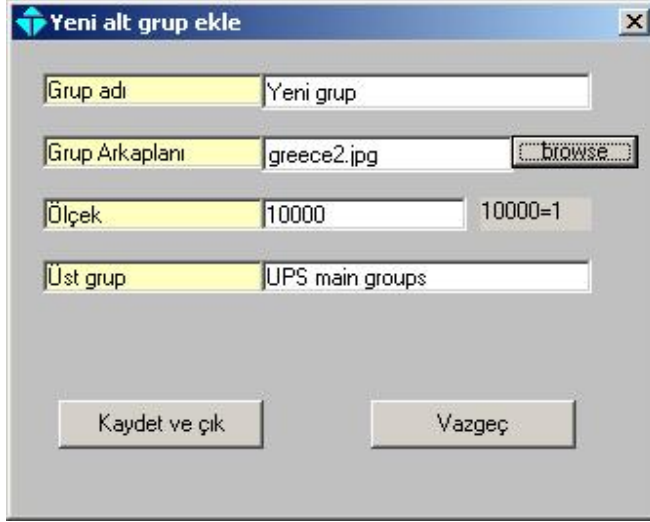 Yeni alt grup ekle
Grup adı Yeni grup
Grup Arkaplanı greece2.jpg browse
Ölçek 10000 10000=1
Üst grup UPS main groups
Kaydet ve çık Vazgeç